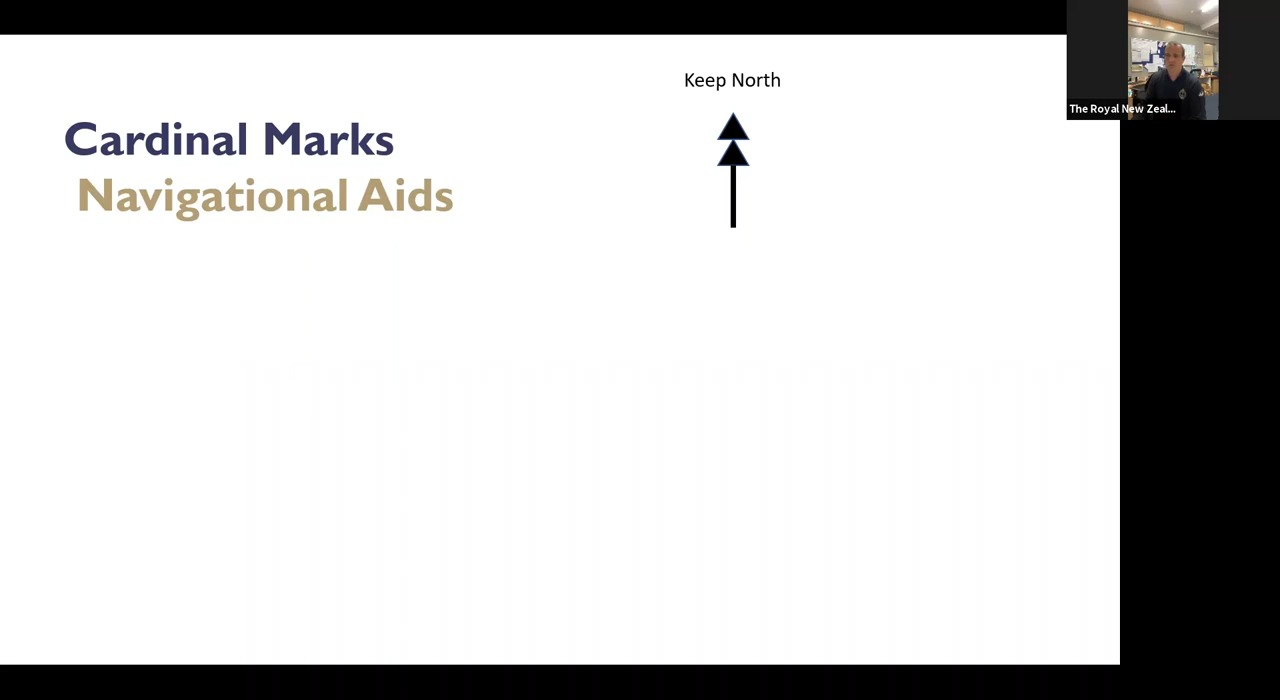 Keep North
Cardinal Marks
Navigational Aids
The Royal New Zeal...